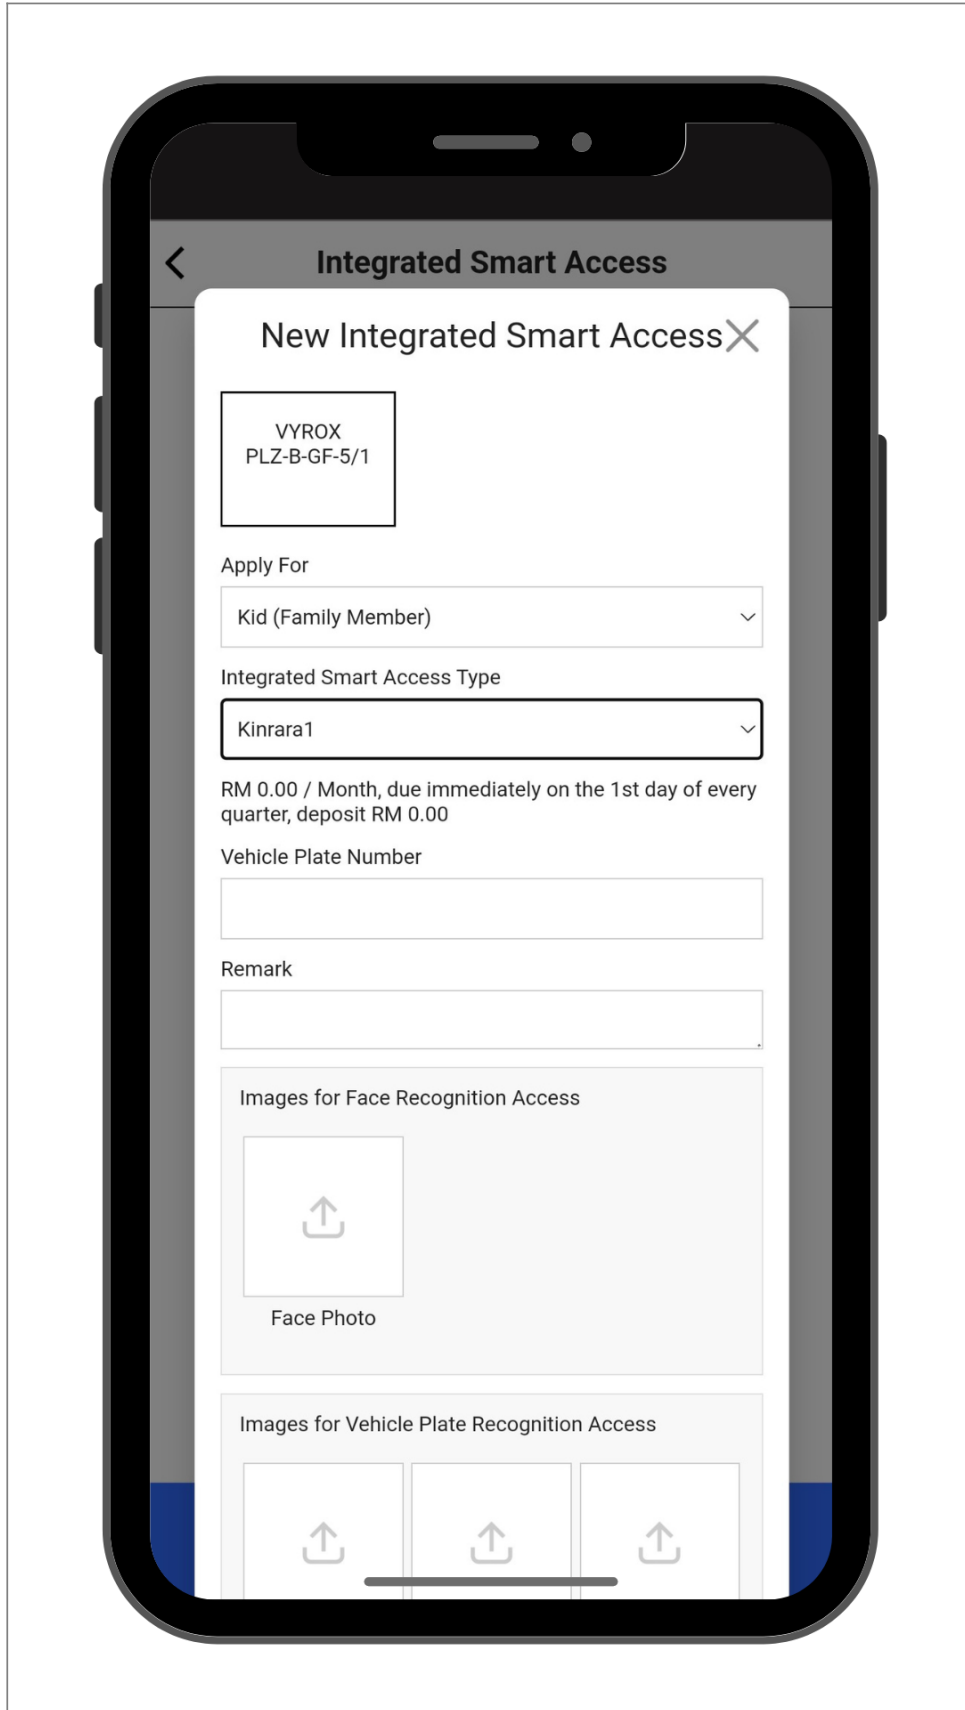 Integrated Smart Access
New Integrated Smart Access
VYROX
PLZ-B-GF-5/1
Apply For
Kid (Family Member)
Integrated Smart Access Type
Kinrara1
RM 0.00 / Month, due immediately on the 1st day of every
quarter, deposit RM 0.00
Vehicle Plate Number
Remark
Images for Face Recognition Access
Face Photo
Images for Vehicle Plate Recognition Access